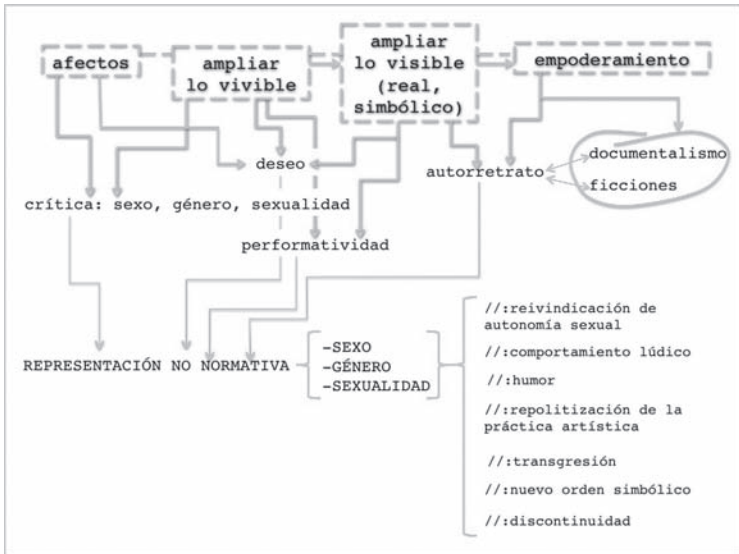 afectos
ampliar
lo vivible
ampliar
lo visible
(real,
simbólico)
empoderamiento
deseo
autorretrato
documentalismo
ficciones
crítica: sexo, género, sexualidad
performatividad
REPRESENTACIÓN NO NORMATIVA
-SEXO
-GÉNERO
-SEXUALIDAD
//:reivindicación de
autonomía sexual
//:comportamiento lúdico
//:humor
//:repolitización de la
práctica artística
//:transgresión
//:nuevo orden simbólico
//:discontinuidad